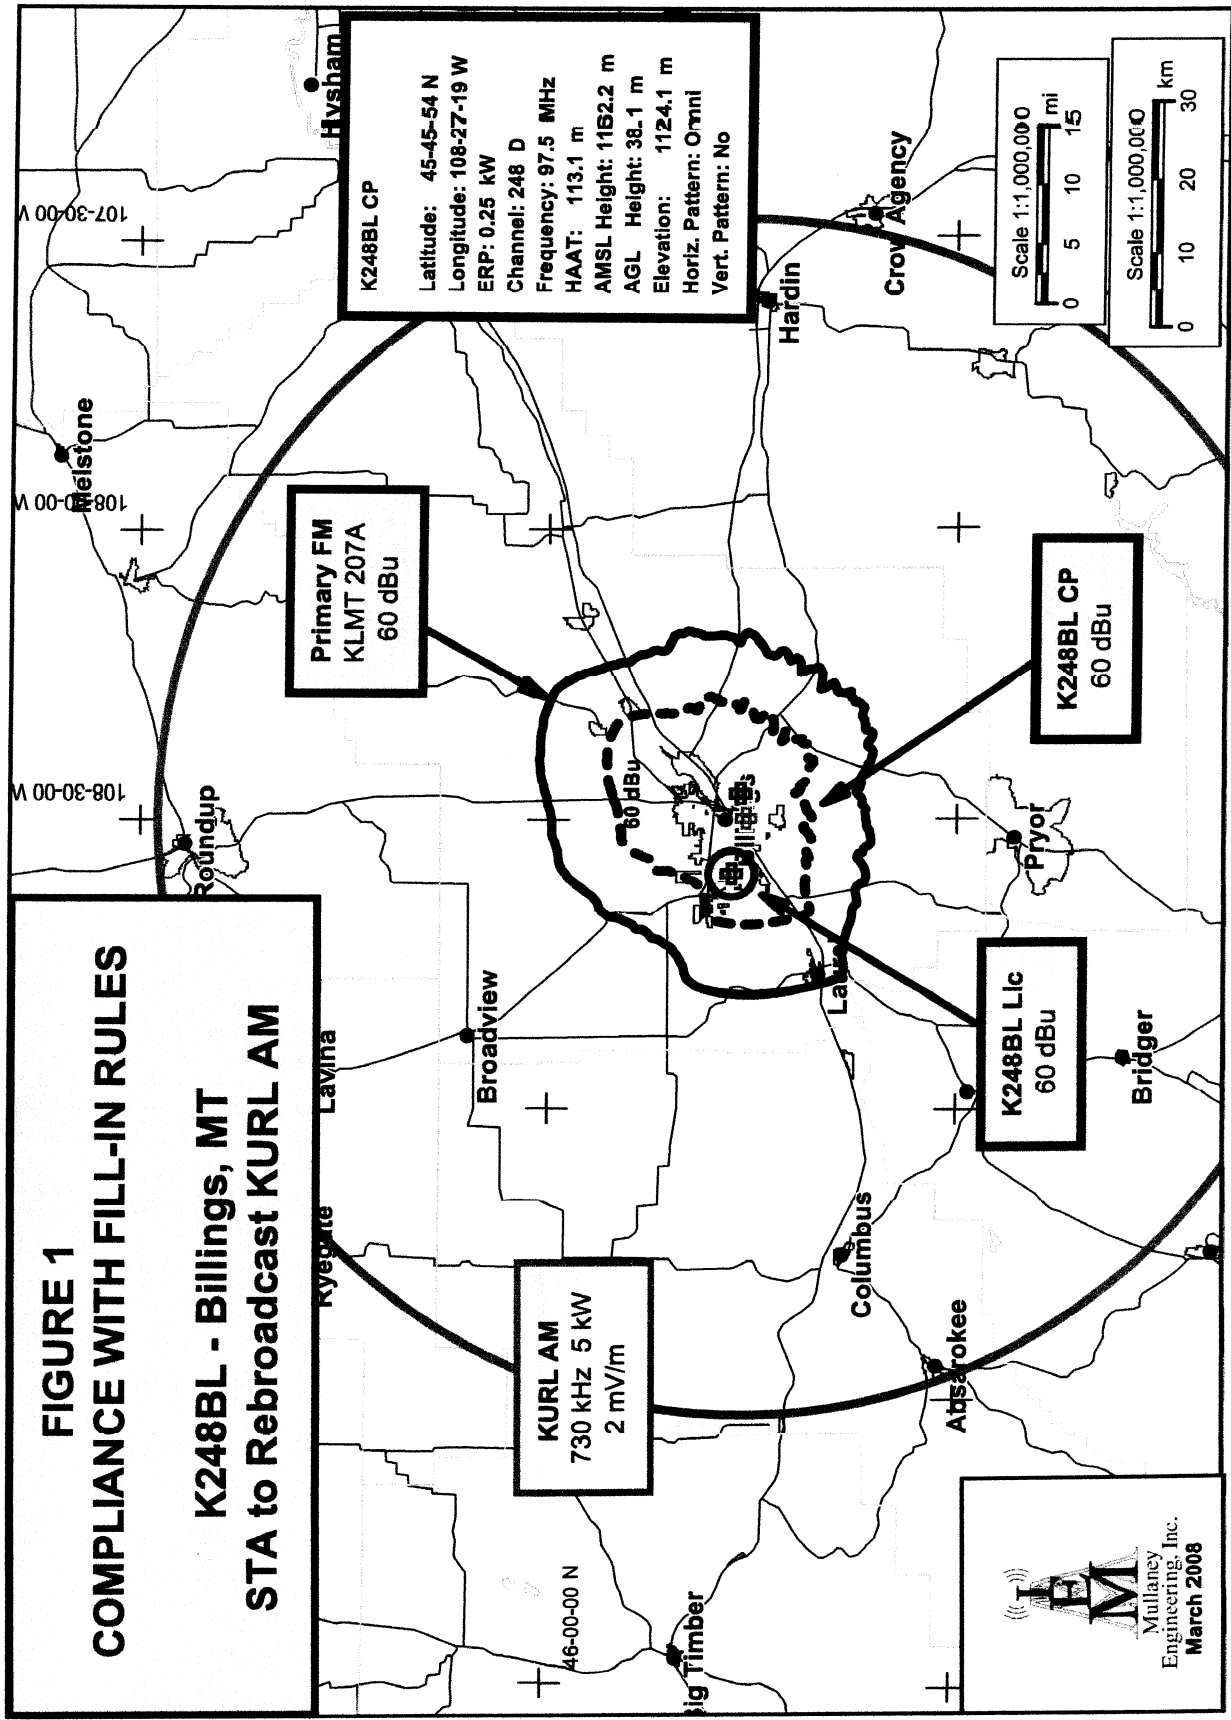 FIGURE 1
COMPLIANCE WITH FILL-IN RULES
K248BL - Billings, MT
STA to Rebroadcast KURL AM
K248BL CP
Latitude: 45-45-54 N
Longitude: 108-27-19 W
ERP: 0.25 kW
Channel: 248 D
Frequency: 97.5 MHz
HAAT: 113.1 m
AMSL Height: 1162.2 m
AGL Height: 38.1 m
Elevation: 1124.1 m
Horiz. Pattern: Omni
Vert. Pattern: No
108-30-00 W
107-30-00 W
Melstone
Hysham
Roundup
Lavina
Ryegate
Primary FM
KLMT 207A
60 dBu
Broadview
60 dBu
KURL AM
730 kHz 5 kW
2 mV/m
46-00-00 N
Big Timber
Hardin
Crow Agency
Columbus
Absarokee
K248BL CP
60 dBu
Pryor
K248BL Lic
60 dBu
Bridger
Scale 1:1,000,000
0 5 10 15 mi
Scale 1:1,000,000
0 10 20 30 km
EM
Mullaney
Engineering, Inc.
March 2008